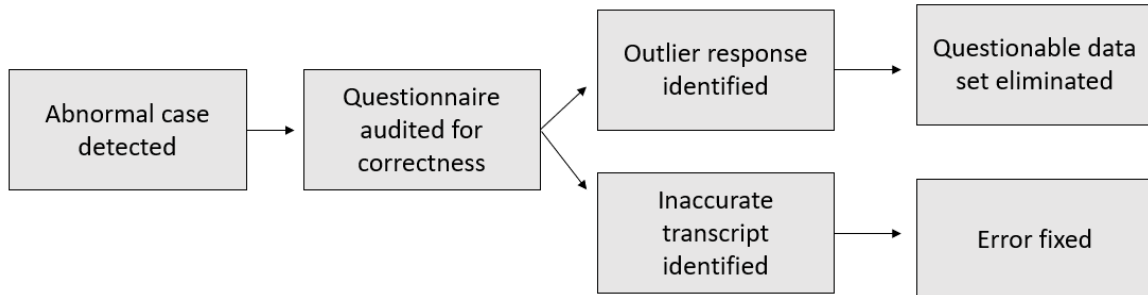 Abnormal case
detected
Questionnaire
audited for
correctness
Outlier response
identified
Questionable data
set eliminated
Inaccurate
transcript
identified
Error fixed